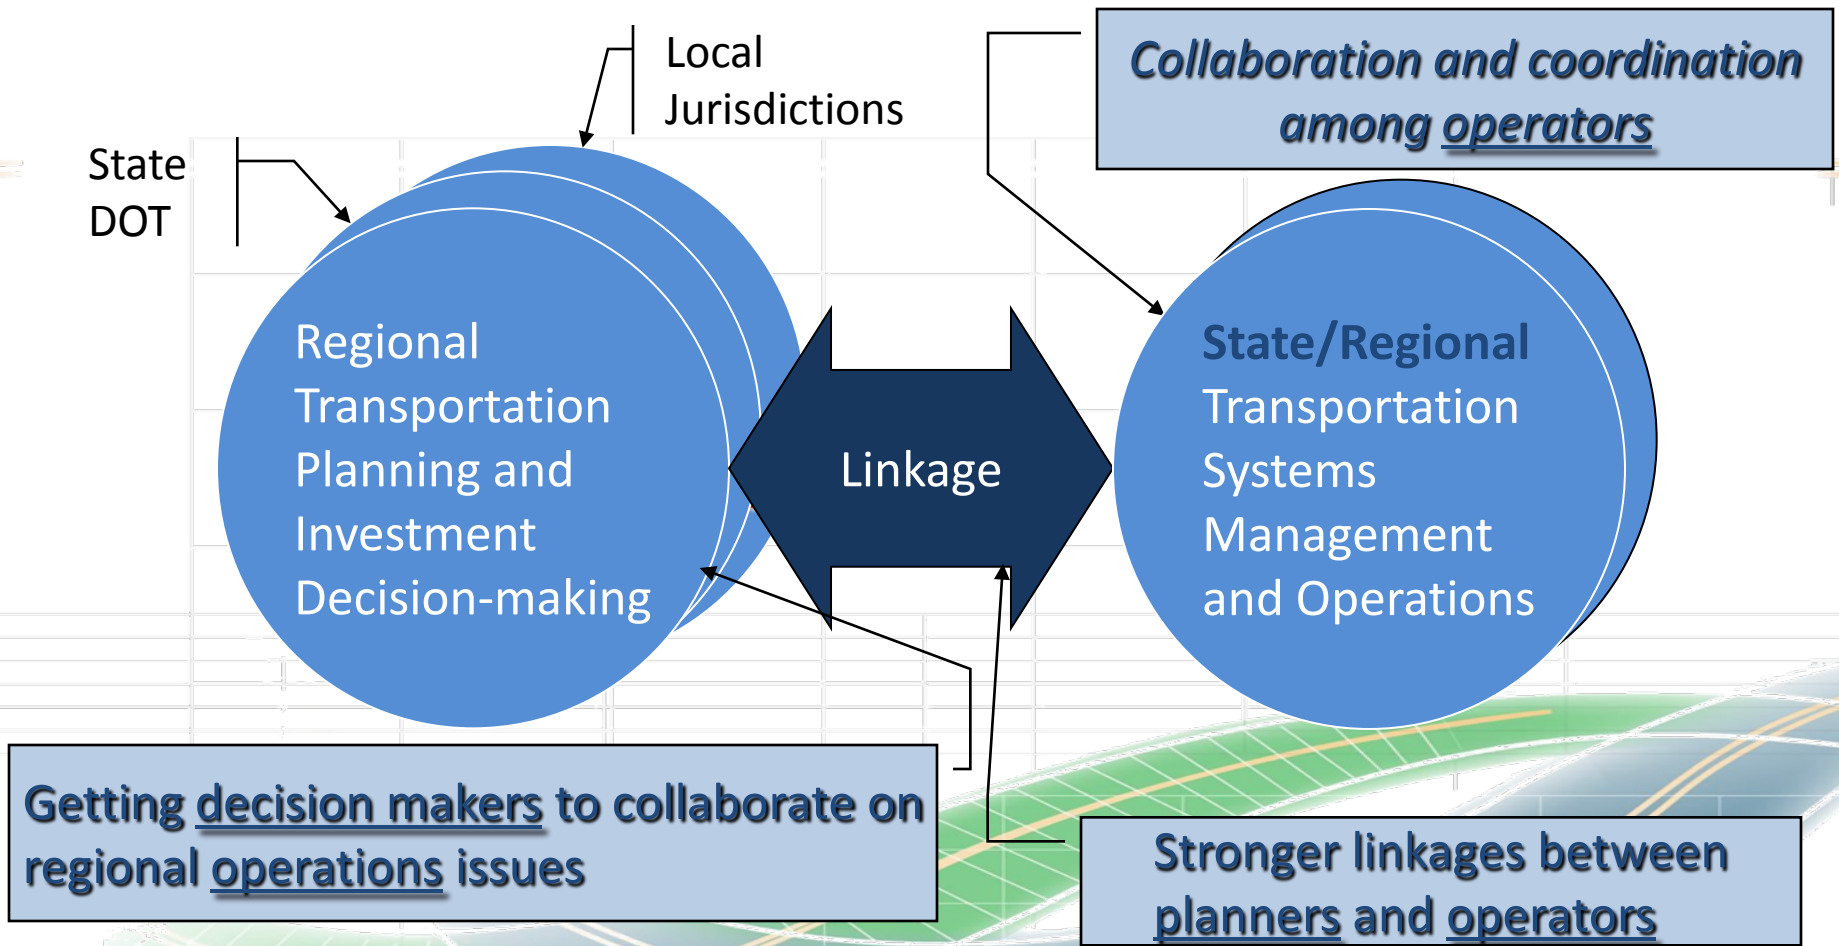 Local
Jurisdictions
State
DOT
Collaboration and coordination
among operators
Regional
Transportation
Planning and
Investment
Decision-making
Linkage
State/Regional
Transportation
Systems
Management
and Operations
Getting decision makers to collaborate on
regional operations issues
Stronger linkages between
planners and operators